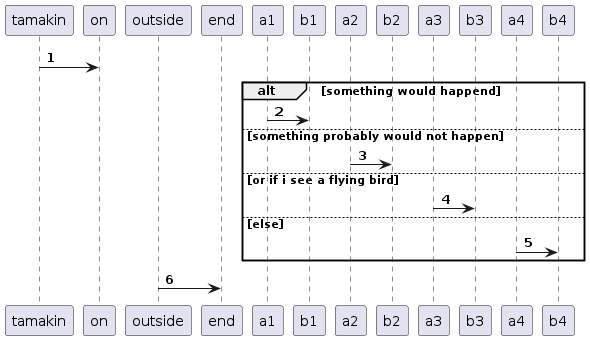 tamakin on outside end a1 b1 a2 b2 a3 b3 a4 b4
1
alt [something would happend]
2
[something probably would not happen]
3
[or if i see a flying bird]
4
[else]
5
6
tamakin on outside end a1 b1 a2 b2 a3 b3 a4 b4